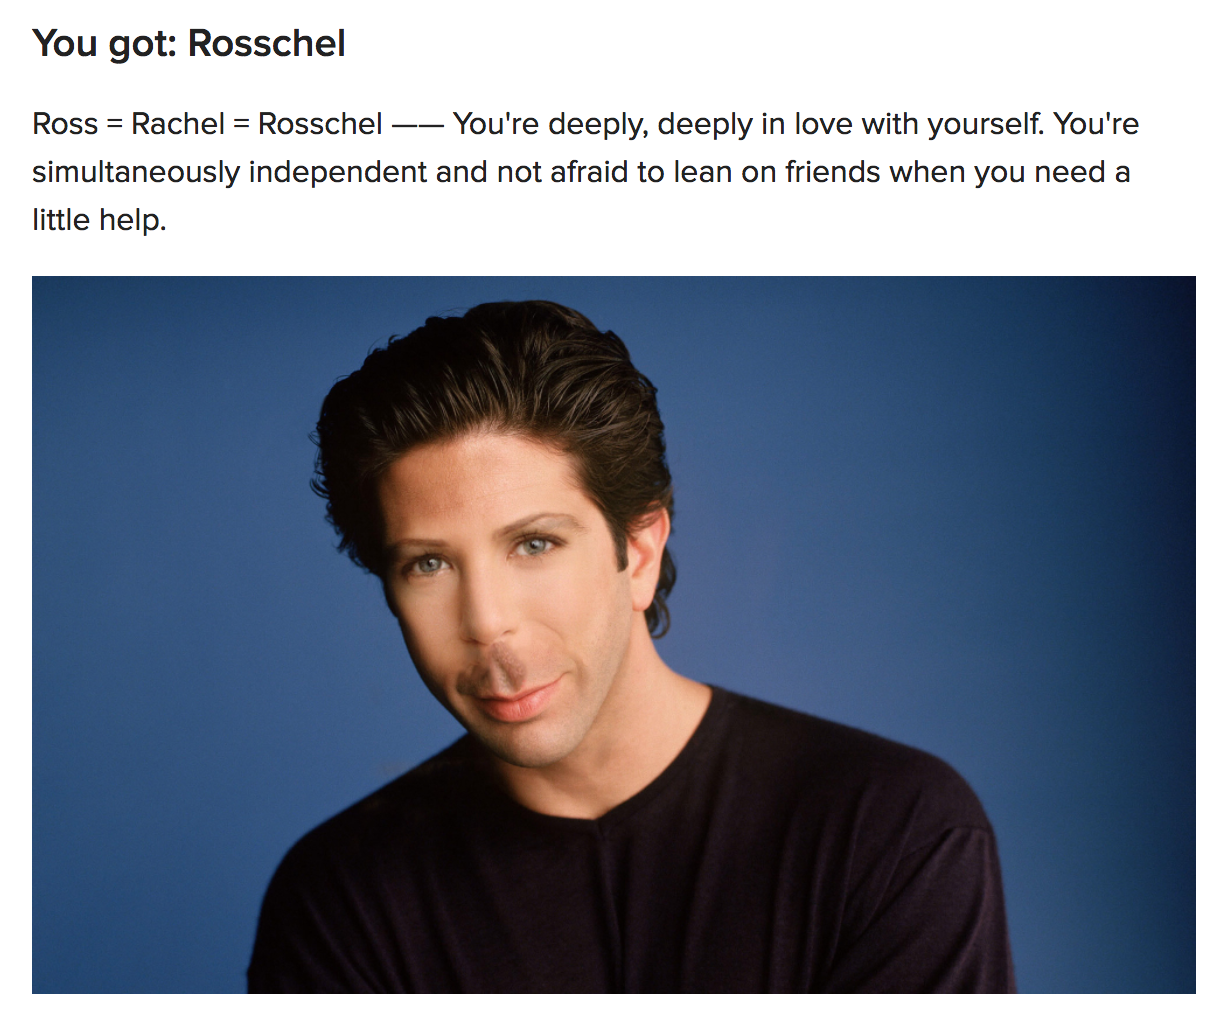 You got: Rosschel
Ross = Rachel = Rosschel —— You're deeply, deeply in love with yourself. You're
simultaneously independent and not afraid to lean on friends when you need a
little help.